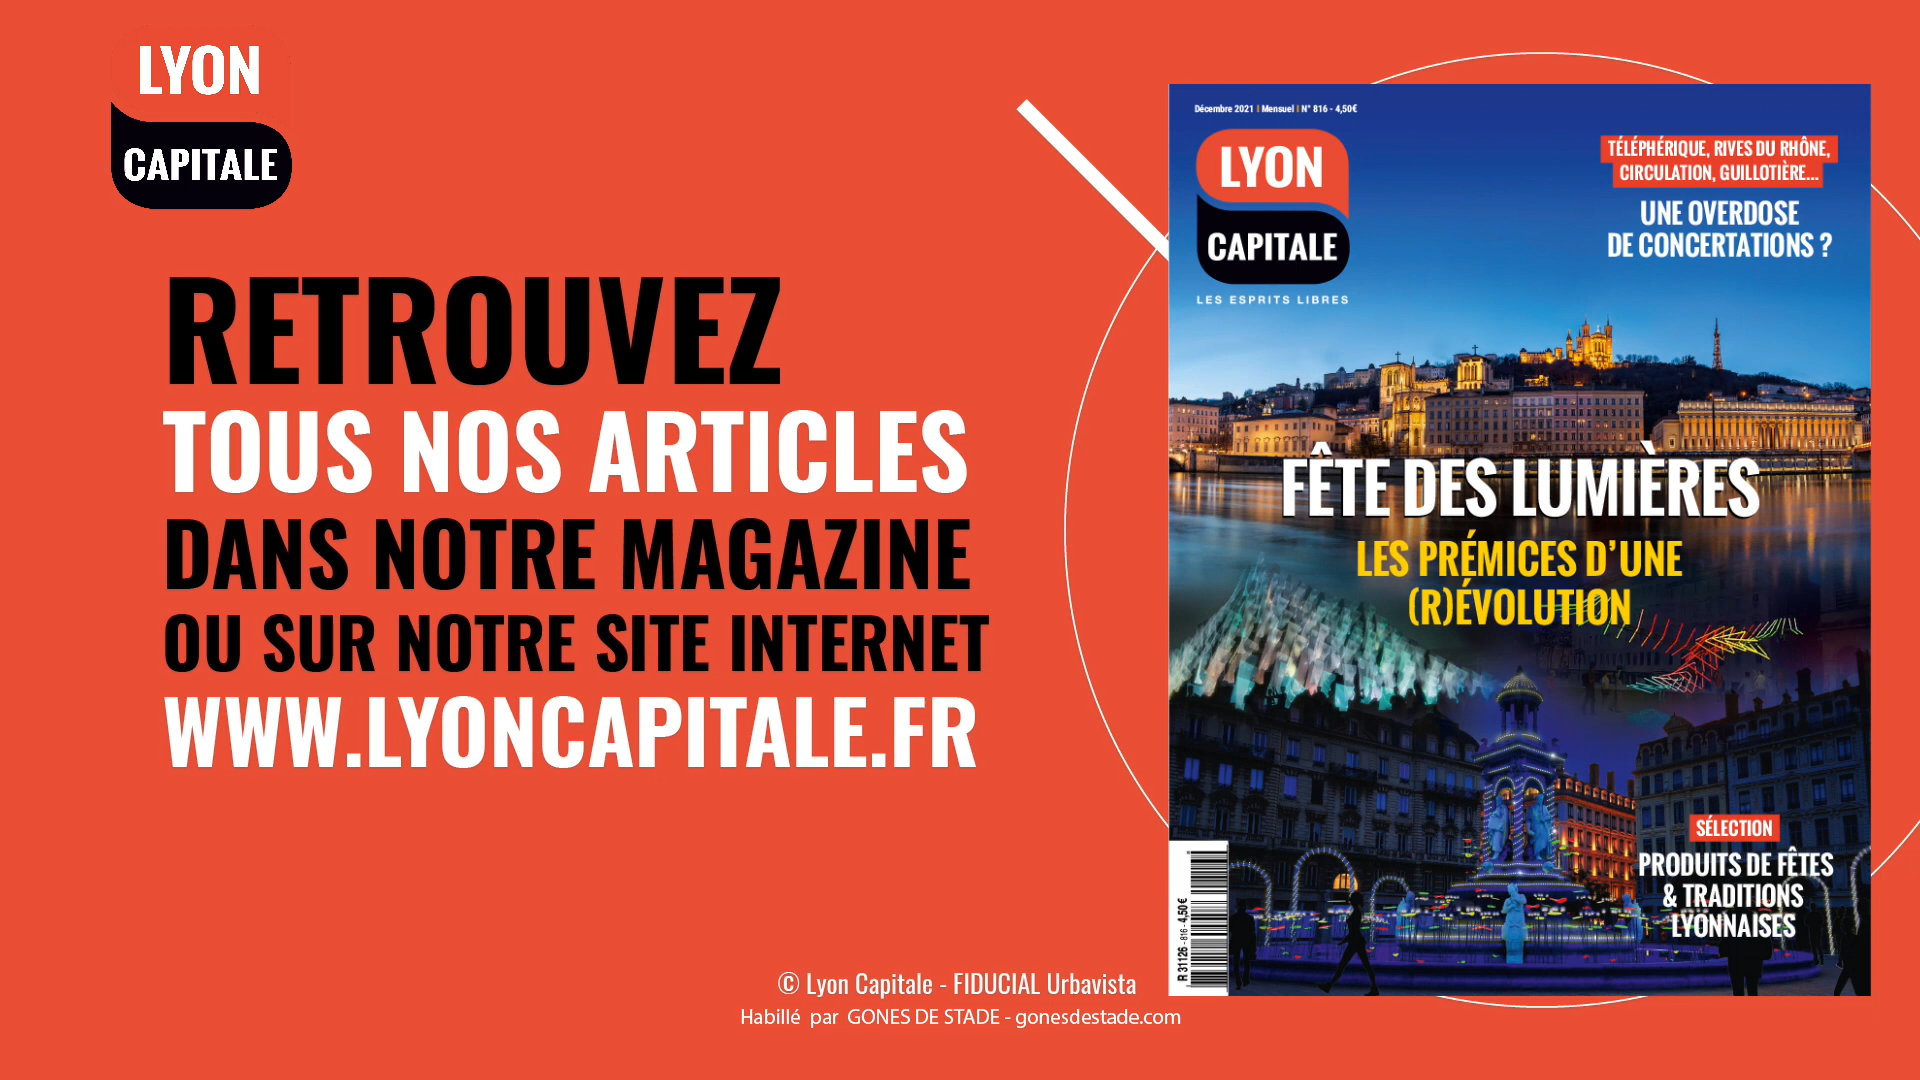 LYON
CAPITALE
RETROUVEZ
TOUS NOS ARTICLES
DANS NOTRE MAGAZINE
OU SUR NOTRE SITE INTERNET
WWW.LYONCAPITALE.FR
© Lyon Capitale - FIDUCIAL Urbavista
Habillé par GONES DE STADE - gonesdestade.com
Décembre 2021 I Mensuel I N° 816 - 4,50€
LYON
CAPITALE
LES ESPRITS LIBRES
TÉLÉPHÉRIQUE, RIVES DU RHÔNE,
CIRCULATION, GUILLOTIÈRE...
UNE OVERDOSE
DE CONCERTATIONS ?
FÊTE DES LUMIÈRES
LES PRÉMICES D'UNE
(R)ÉVOLUTION
SÉLECTION
PRODUITS DE FÊTES
& TRADITIONS
LYONNAISES
R 31126 - 816 - 4,50 €